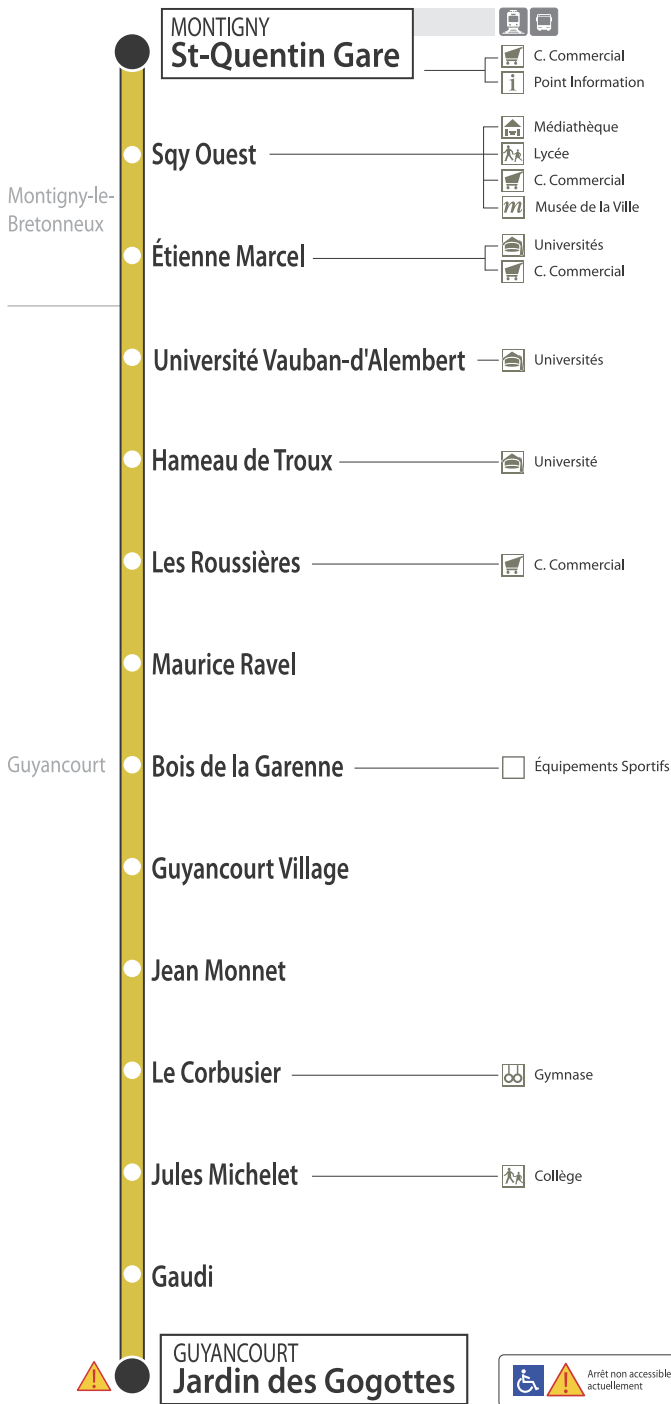 MONTIGNY
St-Quentin Gare
C. Commercial
Point Information
Sqy Ouest
Médiathèque
Lycée
C. Commercial
Musée de la Ville
Montigny-le-
Bretonneux
Étienne Marcel
Universités
C. Commercial
Université Vauban-d'Alembert
Universités
Hameau de Troux
Université
Les Roussières
C. Commercial
Maurice Ravel
Guyancourt
Bois de la Garenne
Équipements Sportifs
Guyancourt Village
Jean Monnet
Le Corbusier
Gymnase
Jules Michelet
Collège
Gaudi
GUYANCOURT
Jardin des Gogottes
Arrêt non accessible
actuellement